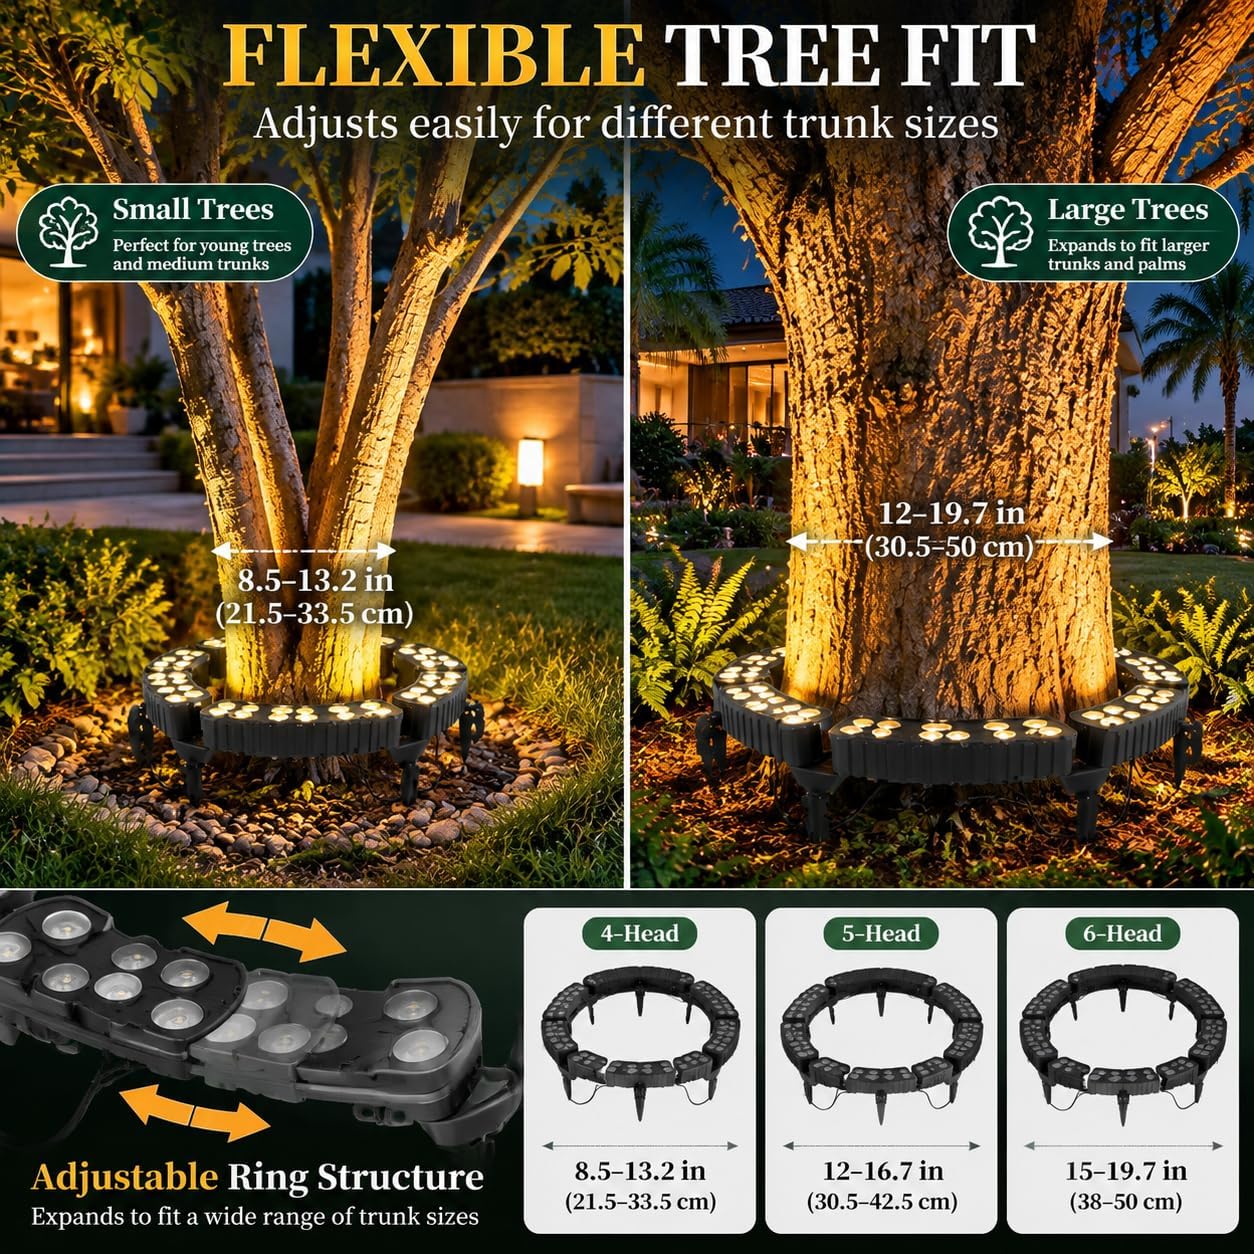 FLEXIBLE TREE FIT
Adjusts easily for different trunk sizes
Small Trees
Perfect for young trees
and medium trunks
Large Trees
Expands to fit larger
trunks and palms
8.5–13.2 in
(21.5–33.5 cm)
12–19.7 in
(30.5–50 cm)
Adjustable Ring Structure
Expands to fit a wide range of trunk sizes
4-Head
8.5–13.2 in
(21.5–33.5 cm)
5-Head
12–16.7 in
(30.5–42.5 cm)
6-Head
15–19.7 in
(38–50 cm)